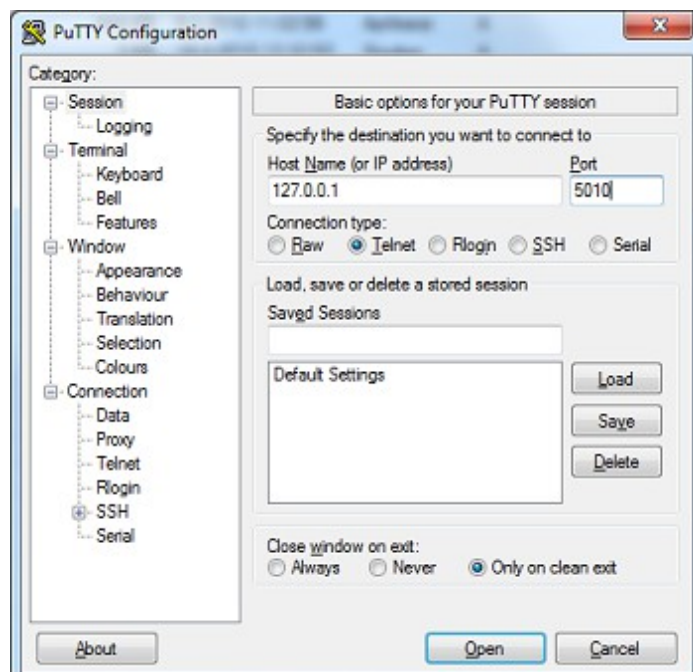 PuTTY Configuration
Category:
Session
Logging
Terminal
Keyboard
Bell
Features
Window
Appearance
Behaviour
Translation
Selection
Colours
Connection
Data
Proxy
Telnet
Rlogin
SSH
Serial
Basic options for your PuTTY session
Specify the destination you want to connect to
Host Name (or IP address) Port
127.0.0.1 5010
Connection type:
Raw Telnet Rlogin SSH Serial
Load, save or delete a stored session
Saved Sessions
Default Settings
Load
Save
Delete
Close window on exit:
Always Never Only on clean exit
About Open Cancel